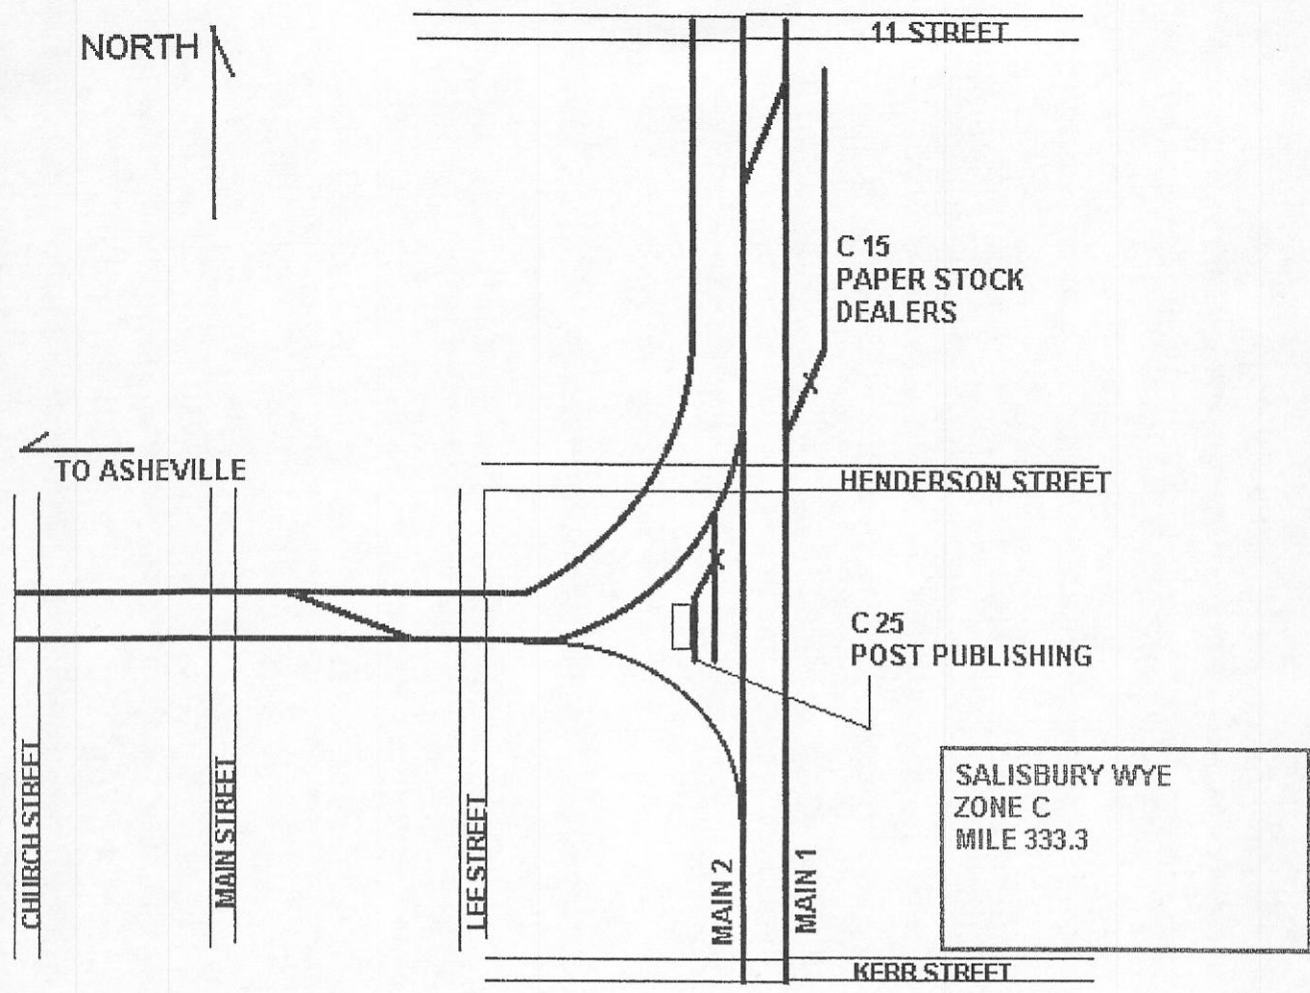 11 STREET
NORTH
C 15
PAPER STOCK
DEALERS
TO ASHEVILLE
HENDERSON STREET
C 25
POST PUBLISHING
CHURCH STREET
MAIN STREET
LEE STREET
MAIN 2
MAIN 1
SALISBURY WYE
ZONE C
MILE 333.3
KERR STREET